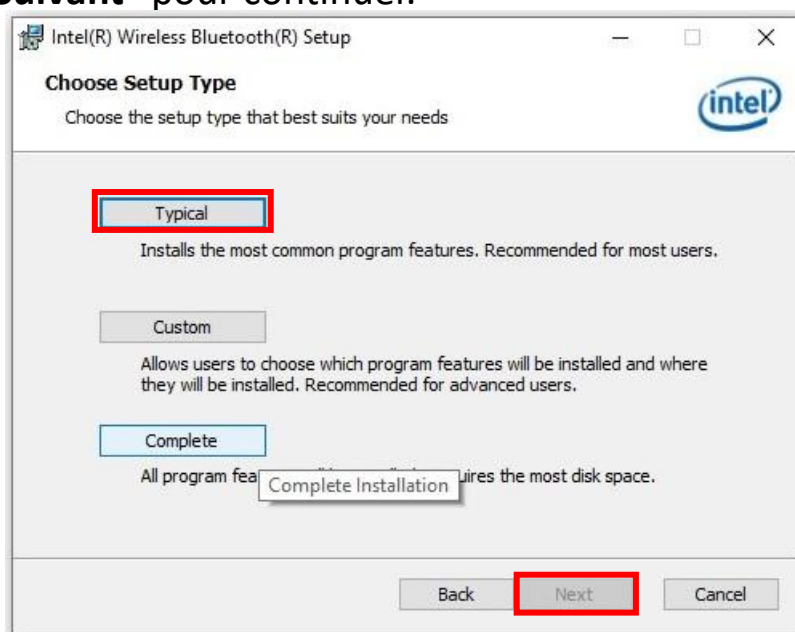 pour continuer.
Intel(R) Wireless Bluetooth(R) Setup
Choose Setup Type
Choose the setup type that best suits your needs
intel
Typical
Installs the most common program features. Recommended for most users.
Custom
Allows users to choose which program features will be installed and where
they will be installed. Recommended for advanced users.
Complete
All program fea uires the most disk space.
Complete Installation
Back Next Cancel